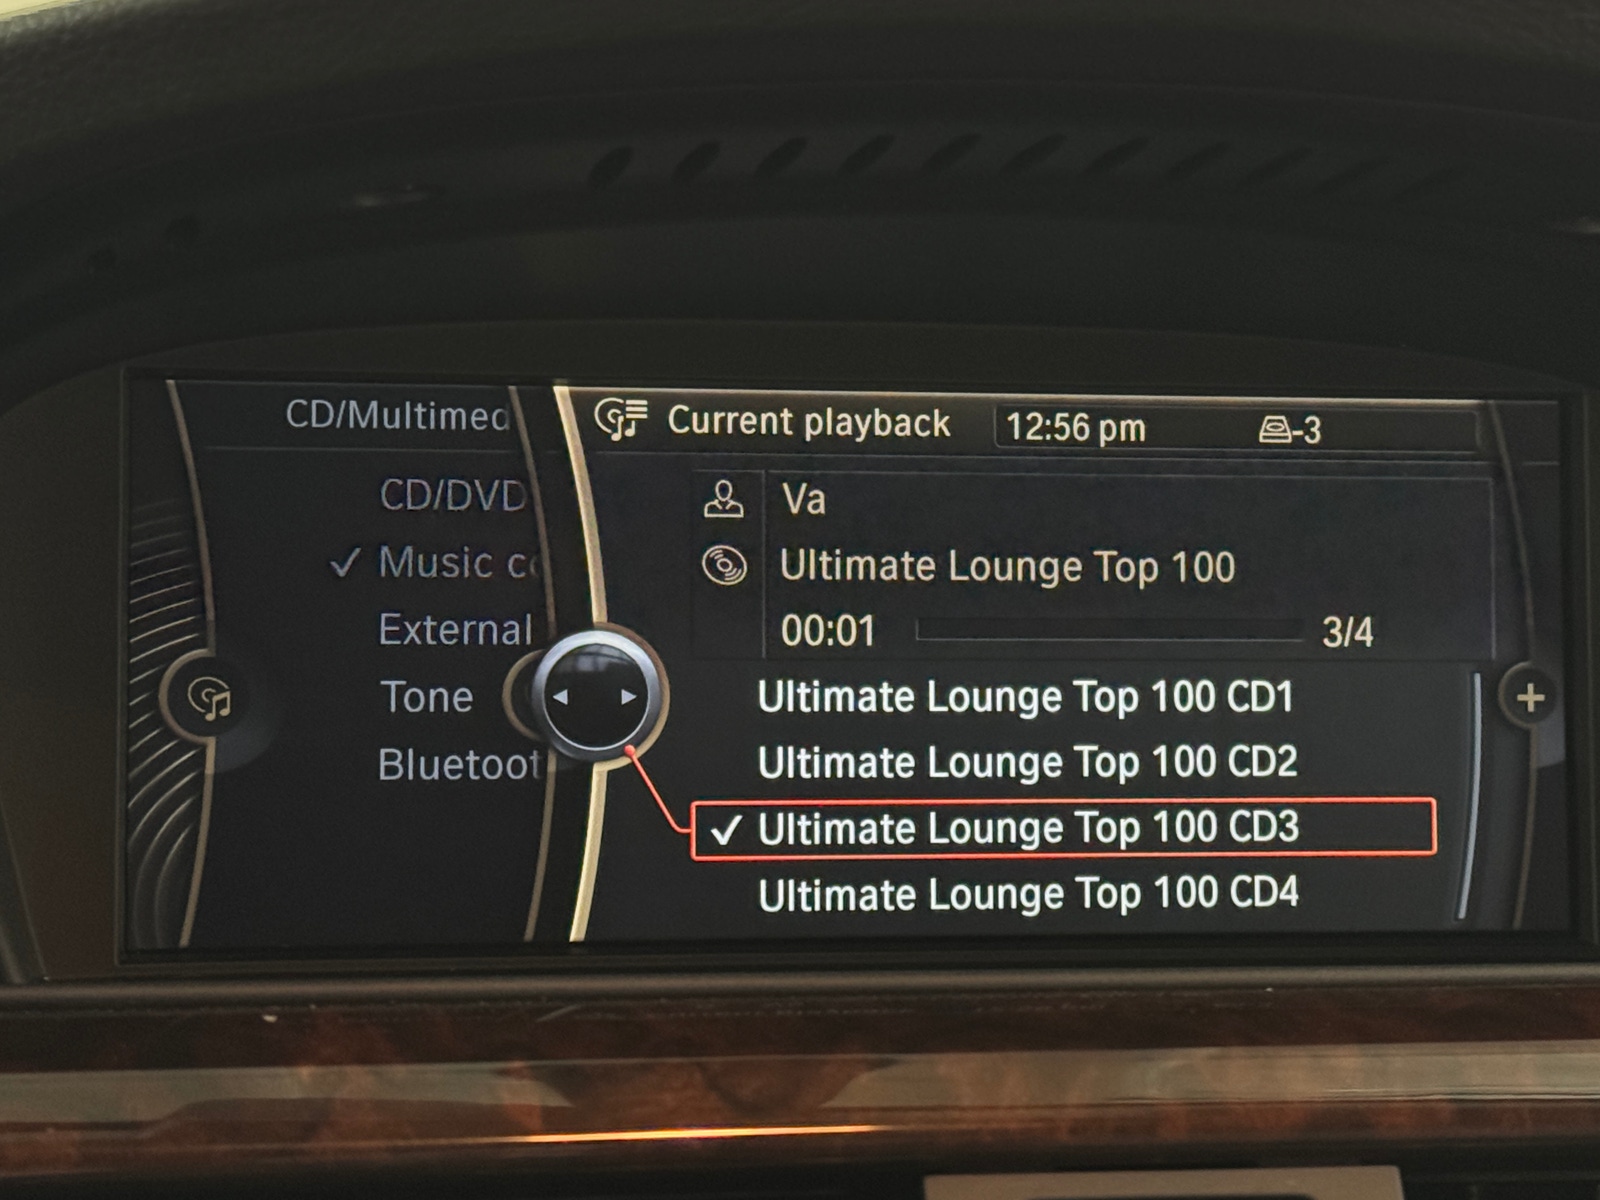 CD/Multimed
CD/DVD
Music c
External
Tone
Bluetoot
Current playback
12:56 pm
-3
Va
Ultimate Lounge Top 100
00:01
3/4
Ultimate Lounge Top 100 CD1
Ultimate Lounge Top 100 CD2
Ultimate Lounge Top 100 CD3
Ultimate Lounge Top 100 CD4